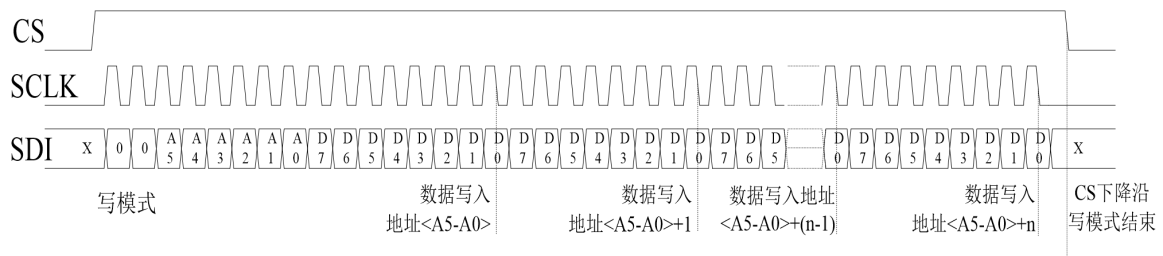 CS
SCLK
SDI X 0 0 A5 A4 A3 A2 A1 A0 D7 D6 D5 D4 D3 D2 D1 D0 D7 D6 D5 D4 D3 D2 D1 D0 D7 D6 D5 D0 D7 D6 D5 D4 D3 D2 D1 D0 X
写模式
数据写入
地址<A5-A0>
数据写入
地址<A5-A0>+1
数据写入地址
<A5-A0>+(n-1)
数据写入
地址<A5-A0>+n
CS下降沿
写模式结束